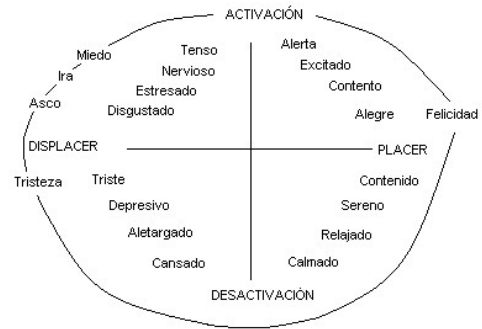 ACTIVACIÓN
Miedo
Tenso
Alerta
Ira
Nervioso
Excitado
Asco
Estresado
Contento
Disgustado
Alegre
Felicidad
DISPLACER
PLACER
Tristeza
Triste
Contenido
Depresivo
Sereno
Aletargado
Relajado
Cansado
Calmado
DESACTIVACIÓN